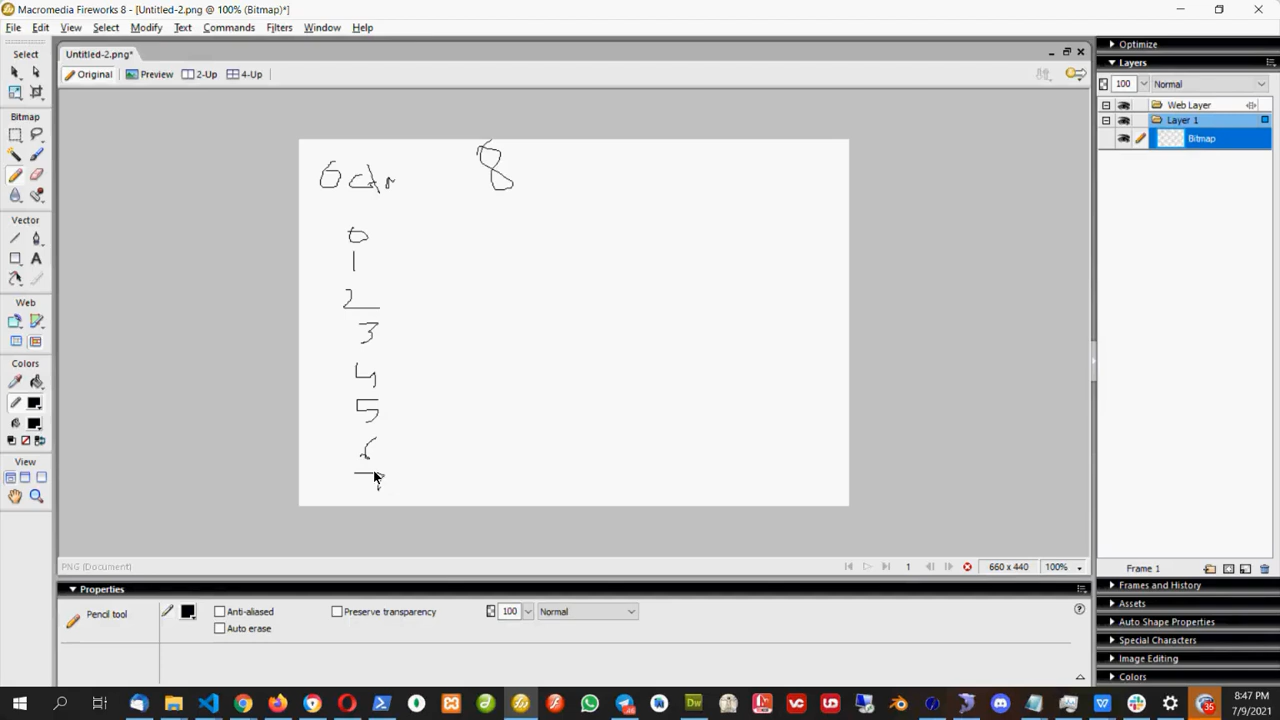 Macromedia Fireworks 8 - [Untitled-2.png @ 100% (Bitmap)*]
File Edit View Select Modify Text Commands Filters Window Help
Select
Untitled-2.png*
Original Preview 2-Up 4-Up
Bitmap
Vector
Web
Colors
View
8
0
1
2
3
4
5
6
7
PNG (Document)
1
660 x 440
100%
Properties
Pencil tool
Anti-aliased
Auto erase
Preserve transparency
100
Normal
Optimize
Layers
100 Normal
Web Layer
Layer 1
Bitmap
Frame 1
Frames and History
Assets
Auto Shape Properties
Special Characters
Image Editing
Colors
35
8:47 PM
7/9/2021